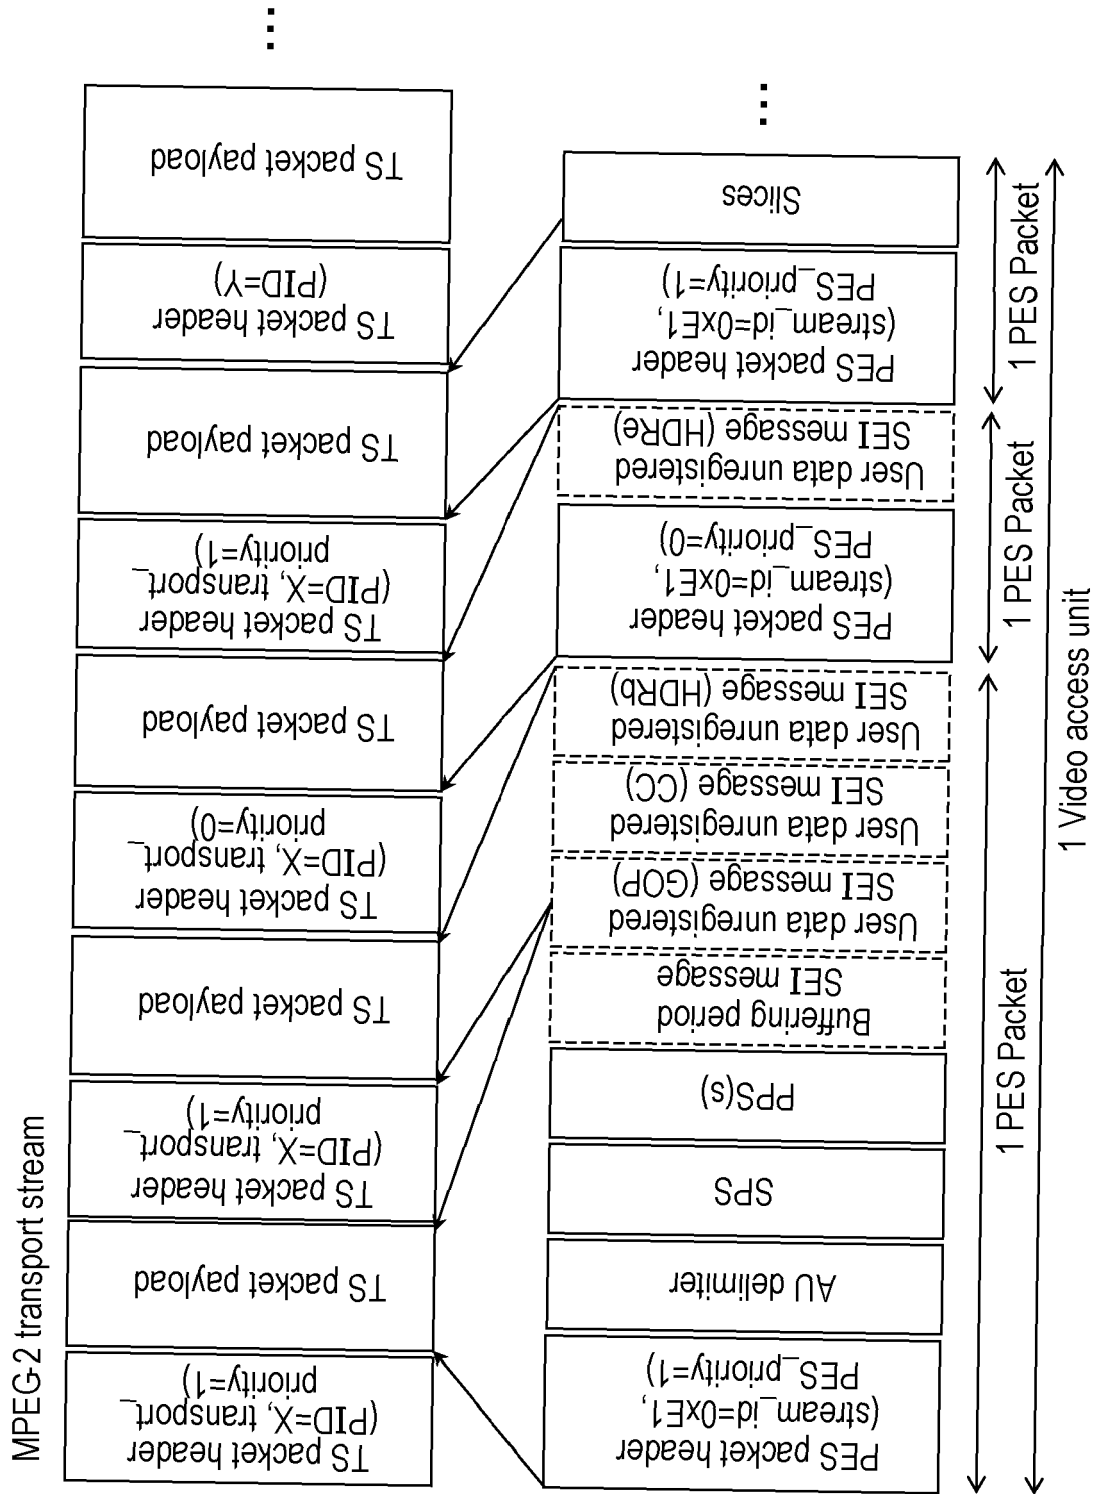 MPEG-2 transport stream
TS packet header
(PID=X, transport_
priority=1)
TS packet payload
TS packet header
(PID=X, transport_
priority=1)
TS packet payload
TS packet header
(PID=X, transport_
priority=0)
TS packet payload
TS packet header
(PID=X, transport_
priority=1)
TS packet payload
TS packet header
(PID=Y)
TS packet payload
...
PES packet header
(stream_id=0xE1,
PES_priority=1)
AU delimiter
SPS
PPS(s)
Buffering period
SEI message
User data unregistered
SEI message (GOP)
User data unregistered
SEI message (CC)
User data unregistered
SEI message (HDRb)
PES packet header
(stream_id=0xE1,
PES_priority=0)
User data unregistered
SEI message (HDRe)
PES packet header
(stream_id=0xE1,
PES_priority=1)
Slices
...
1 PES Packet
1 PES Packet
1 PES Packet
1 Video access unit